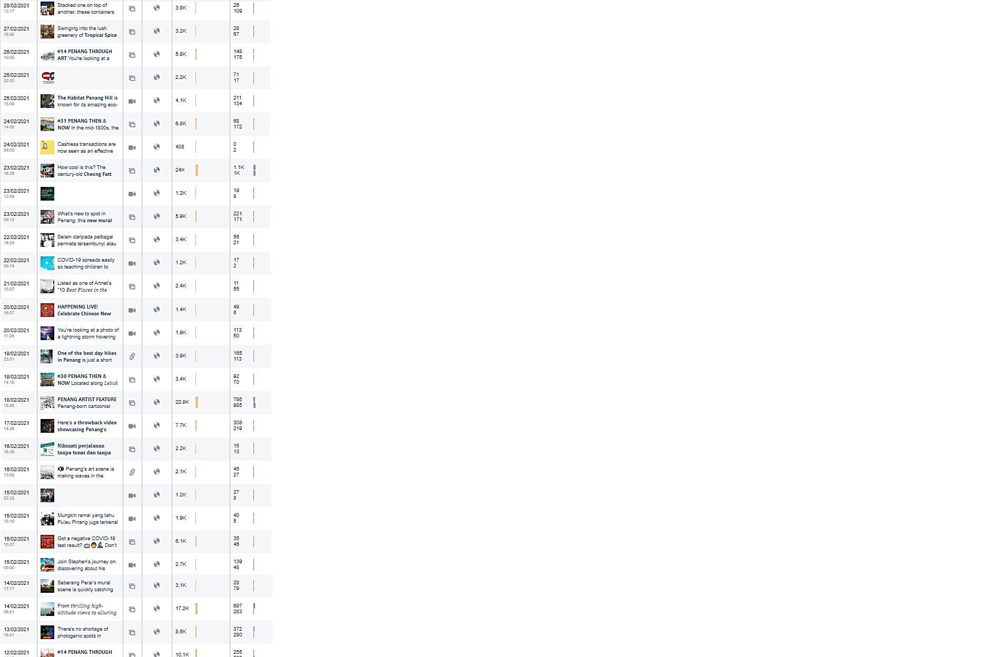 28/02/2021 Stacked one on top of 3.8K 26
13:17 another, these containers 109
27/02/2021 Swinging into the lush 3.2K 28
16:56 greenery of Tropical Spice 67
26/02/2021 #14 PENANG THROUGH 5.8K 148
10:55 ART You're looking at a 175
25/02/2021 2.2K 71
22:02 17
25/02/2021 The Habitat Penang Hill is 4.1K 211
15:09 known for its amazing eco- 134
24/02/2021 #31 PENANG THEN & 6.8K 68
14:00 NOW In the mid-1800s, the 172
24/02/2021 Cashless transactions are 408 0
09:03 now seen as an effective 2
23/02/2021 How cool is this? The 24K 1.1K
16:38 century-old Cheong Fatt 1K
23/02/2021 1.2K 19
13:59 8
23/02/2021 What's new to spot in 5.9K 221
09:12 Penang: this new mural 171
22/02/2021 Selain daripada pelbagai 3.4K 56
16:29 permata tersembunyi atau 21
22/02/2021 COVID-19 spreads easily 1.2K 17
09:19 so teaching children to 2
21/02/2021 Listed as one of Artnet's 2.4K 11
15:57 "10 Best Places in the 55
20/02/2021 HAPPENING LIVE! 1.4K 49
16:07 Celebrate Chinese New 6
20/02/2021 You're looking at a photo of 1.9K 113
11:28 a lightning storm hovering 50
19/02/2021 One of the best day hikes 3.9K 165
23:51 in Penang is just a short 113
19/02/2021 #30 PENANG THEN & 3.4K 92
14:16 NOW Located along Lebuh 70
18/02/2021 PENANG ARTIST FEATURE 22.9K 786
15:58 Penang-born cartoonist 985
17/02/2021 Here's a throwback video 7.7K 308
14:26 showcasing Penang's 219
16/02/2021 Nikmati perjalanan 2.2K 15
16:39 tanpa tunai dan tanpa 13
16/02/2021 Penang's art scene is 2.1K 45
13:00 making waves in the 27
15/02/2021 1.2K 27
22:33 8
15/02/2021 Mungkin ramai yang tahu 1.9K 40
15:16 Pulau Pinang juga terkenal 5
15/02/2021 Got a negative COVID-19 6.1K 35
10:27 test result? Don't 46
15/02/2021 Join Stephen's journey on 2.7K 139
09:00 discovering about his 48
14/02/2021 Seberang Perai's mural 3.1K 28
17:17 scene is quickly catching 79
14/02/2021 From thrilling high- 17.2K 697
08:51 altitude views to alluring 283
13/02/2021 There's no shortage of 8.6K 372
16:41 photogenic spots in 290
12/02/2021 #14 PENANG THROUGH 10.1K 255